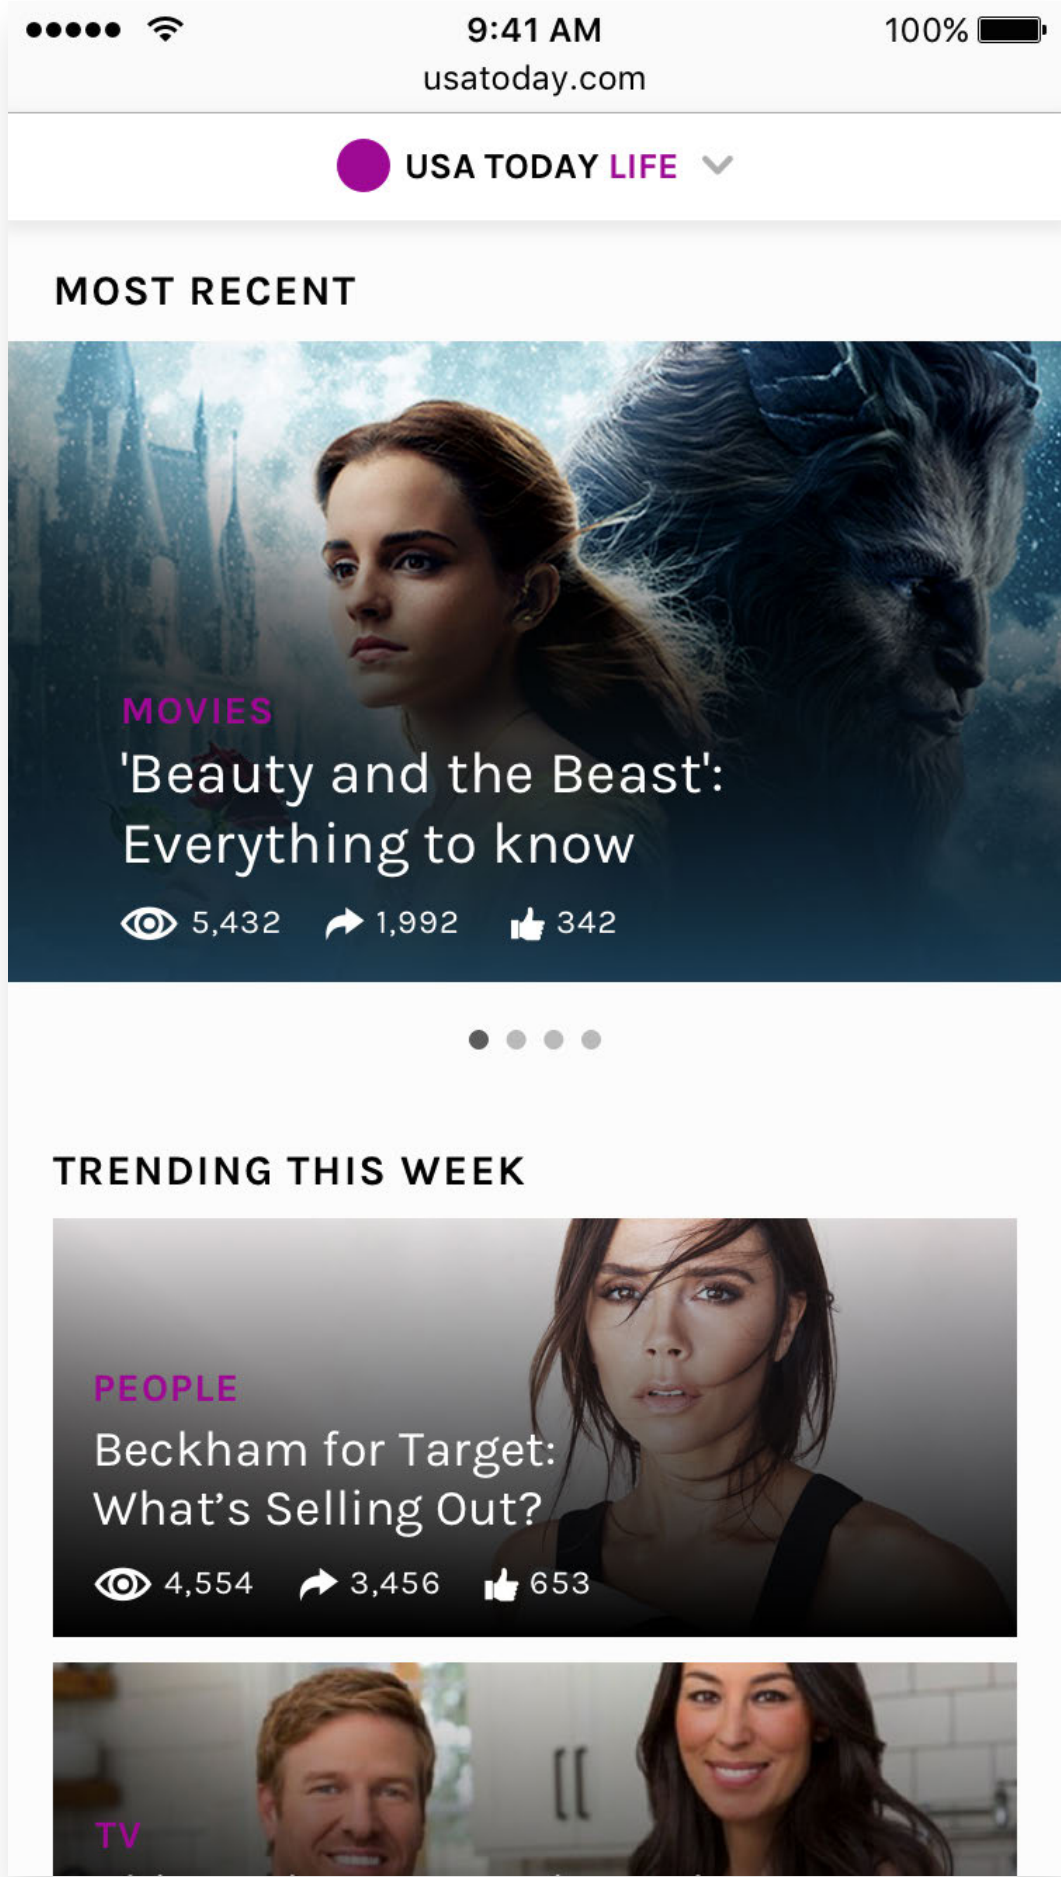 9:41 AM
100%
usatoday.com
USA TODAY LIFE
MOST RECENT
MOVIES
'Beauty and the Beast':
Everything to know
5,432 1,992 342
TRENDING THIS WEEK
PEOPLE
Beckham for Target:
What’s Selling Out?
4,554 3,456 653
TV